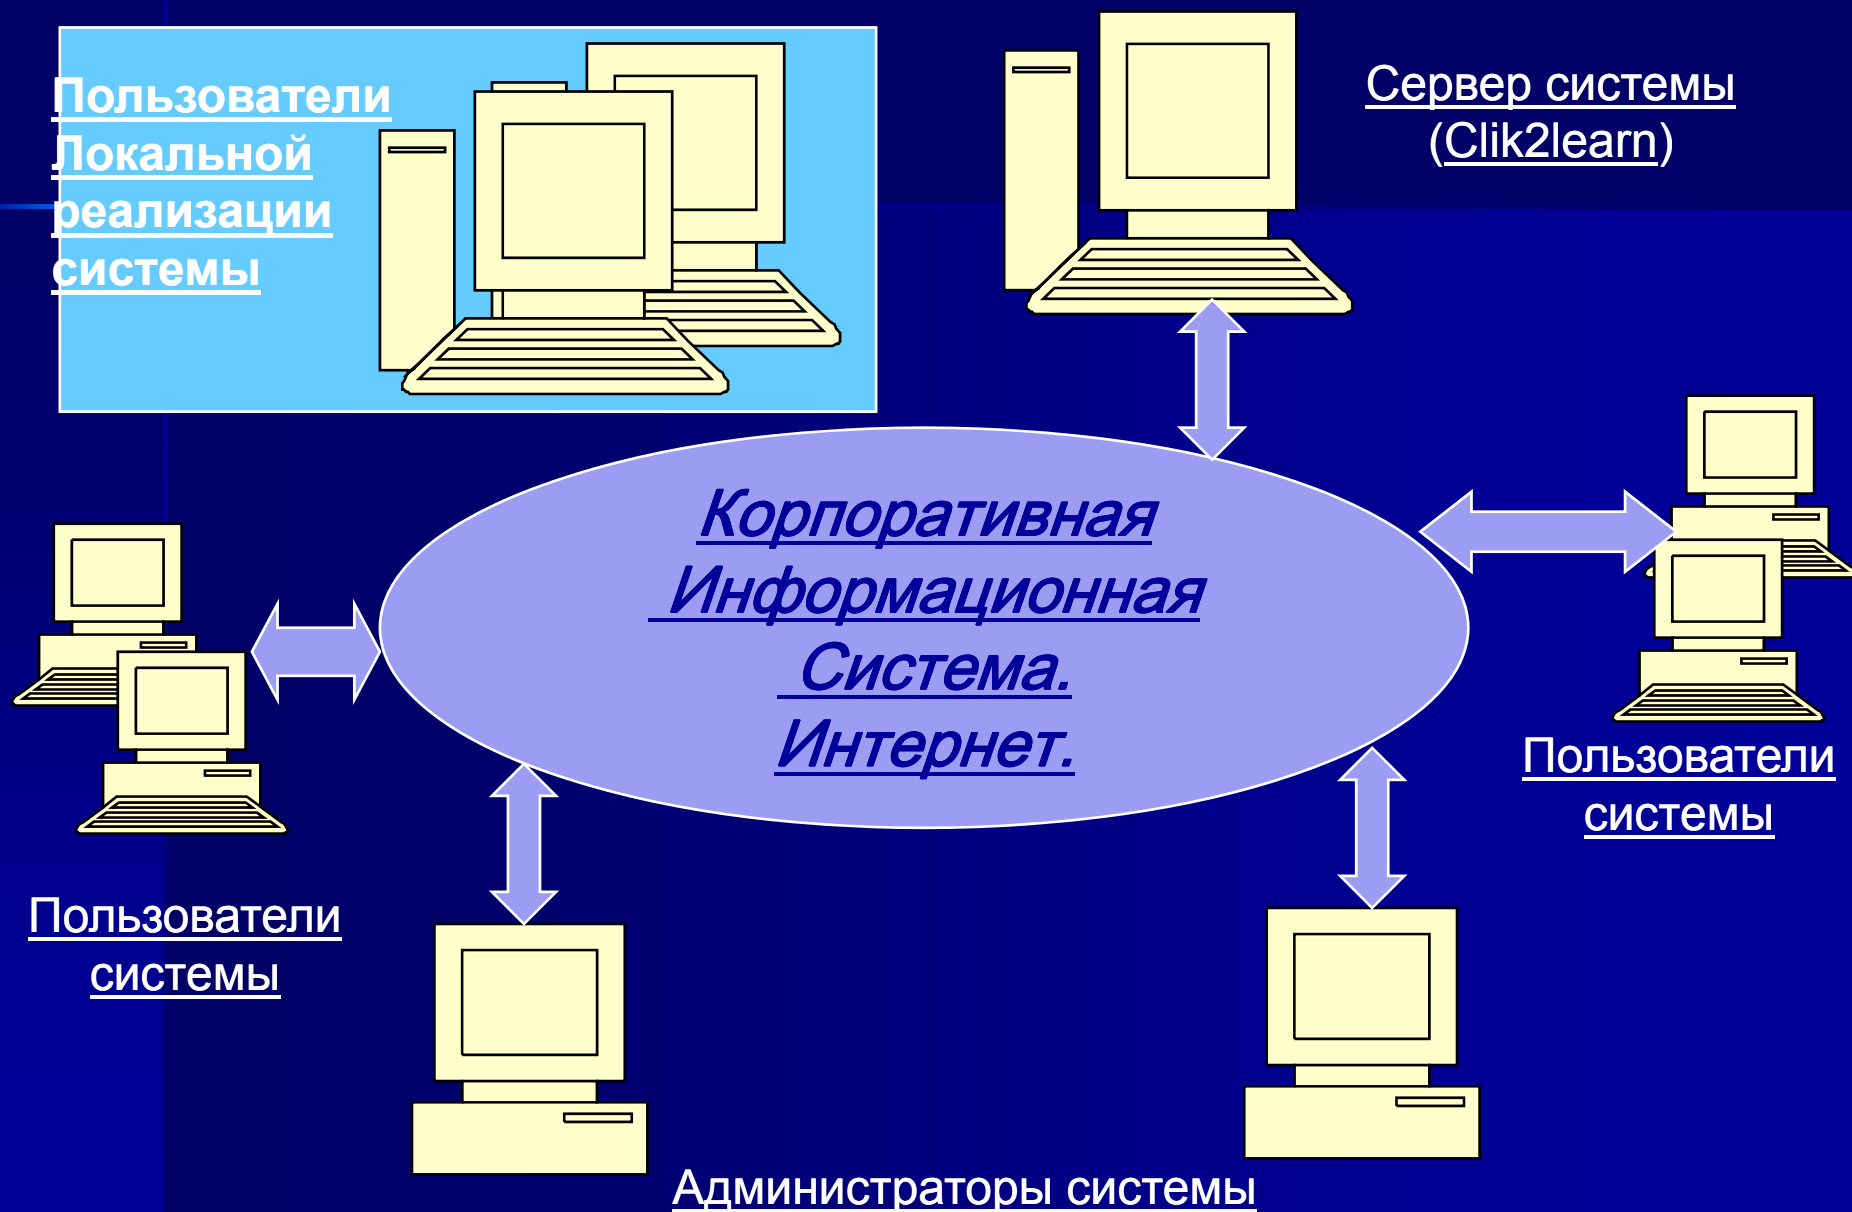 Пользователи
Локальной
реализации
системы
Сервер системы
(Clik2learn)
Корпоративная
Информационная
Система.
Интернет.
Пользователи
системы
Пользователи
системы
Администраторы системы